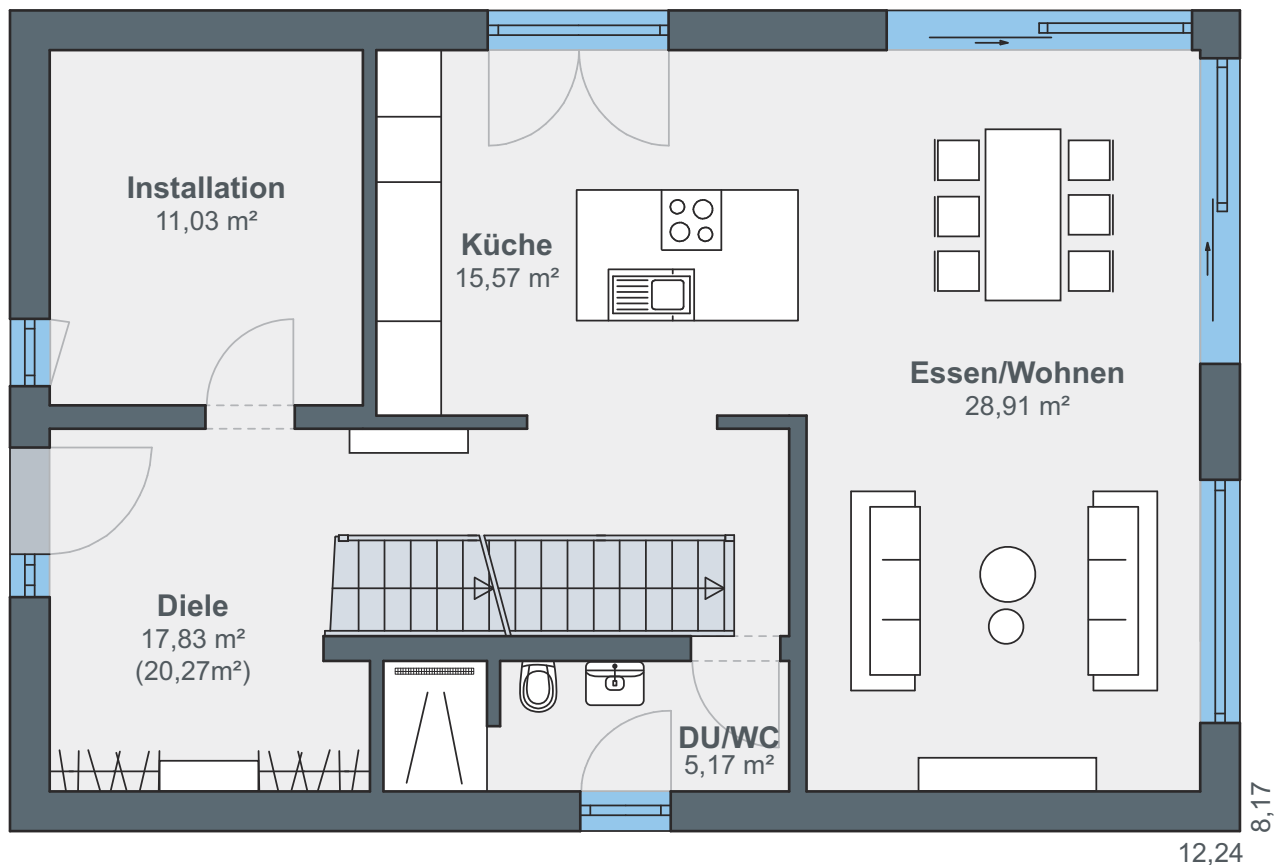 Installation
11,03 m²
Küche
15,57 m²
Essen/Wohnen
28,91 m²
Diele
17,83 m²
(20,27m²)
DU/WC
5,17 m²
8,17
12,24